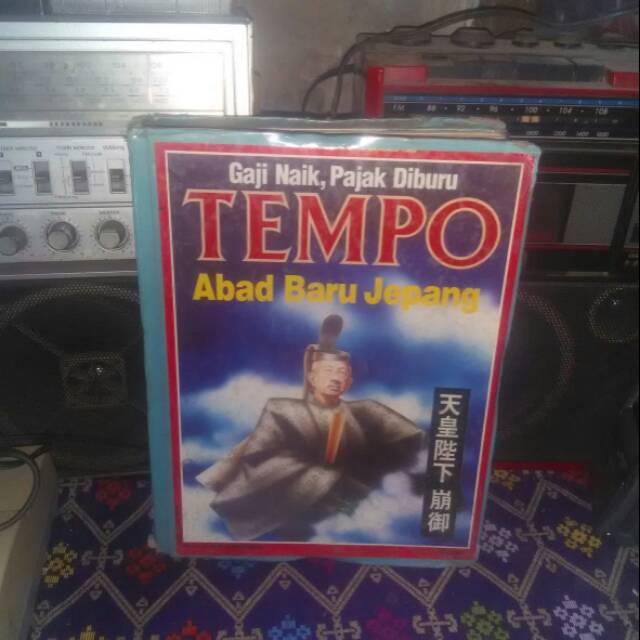 Gaji Naik, Pajak Diburu
TEMPO
Abad Baru Jepang
天皇陛下 崩御